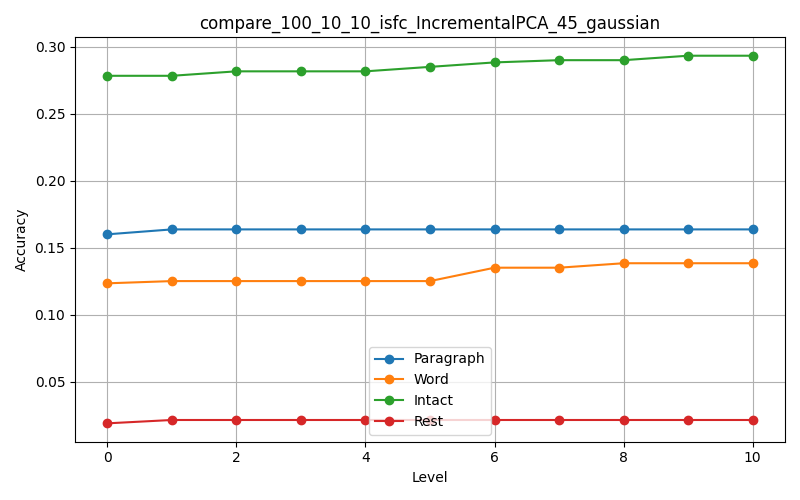 compare_100_10_10_isfc_IncrementalPCA_45_gaussian
0.30
0.25
0.20
0.15
0.10
0.05
Accuracy
Paragraph
Word
Intact
Rest
0 2 4 6 8 10
Level